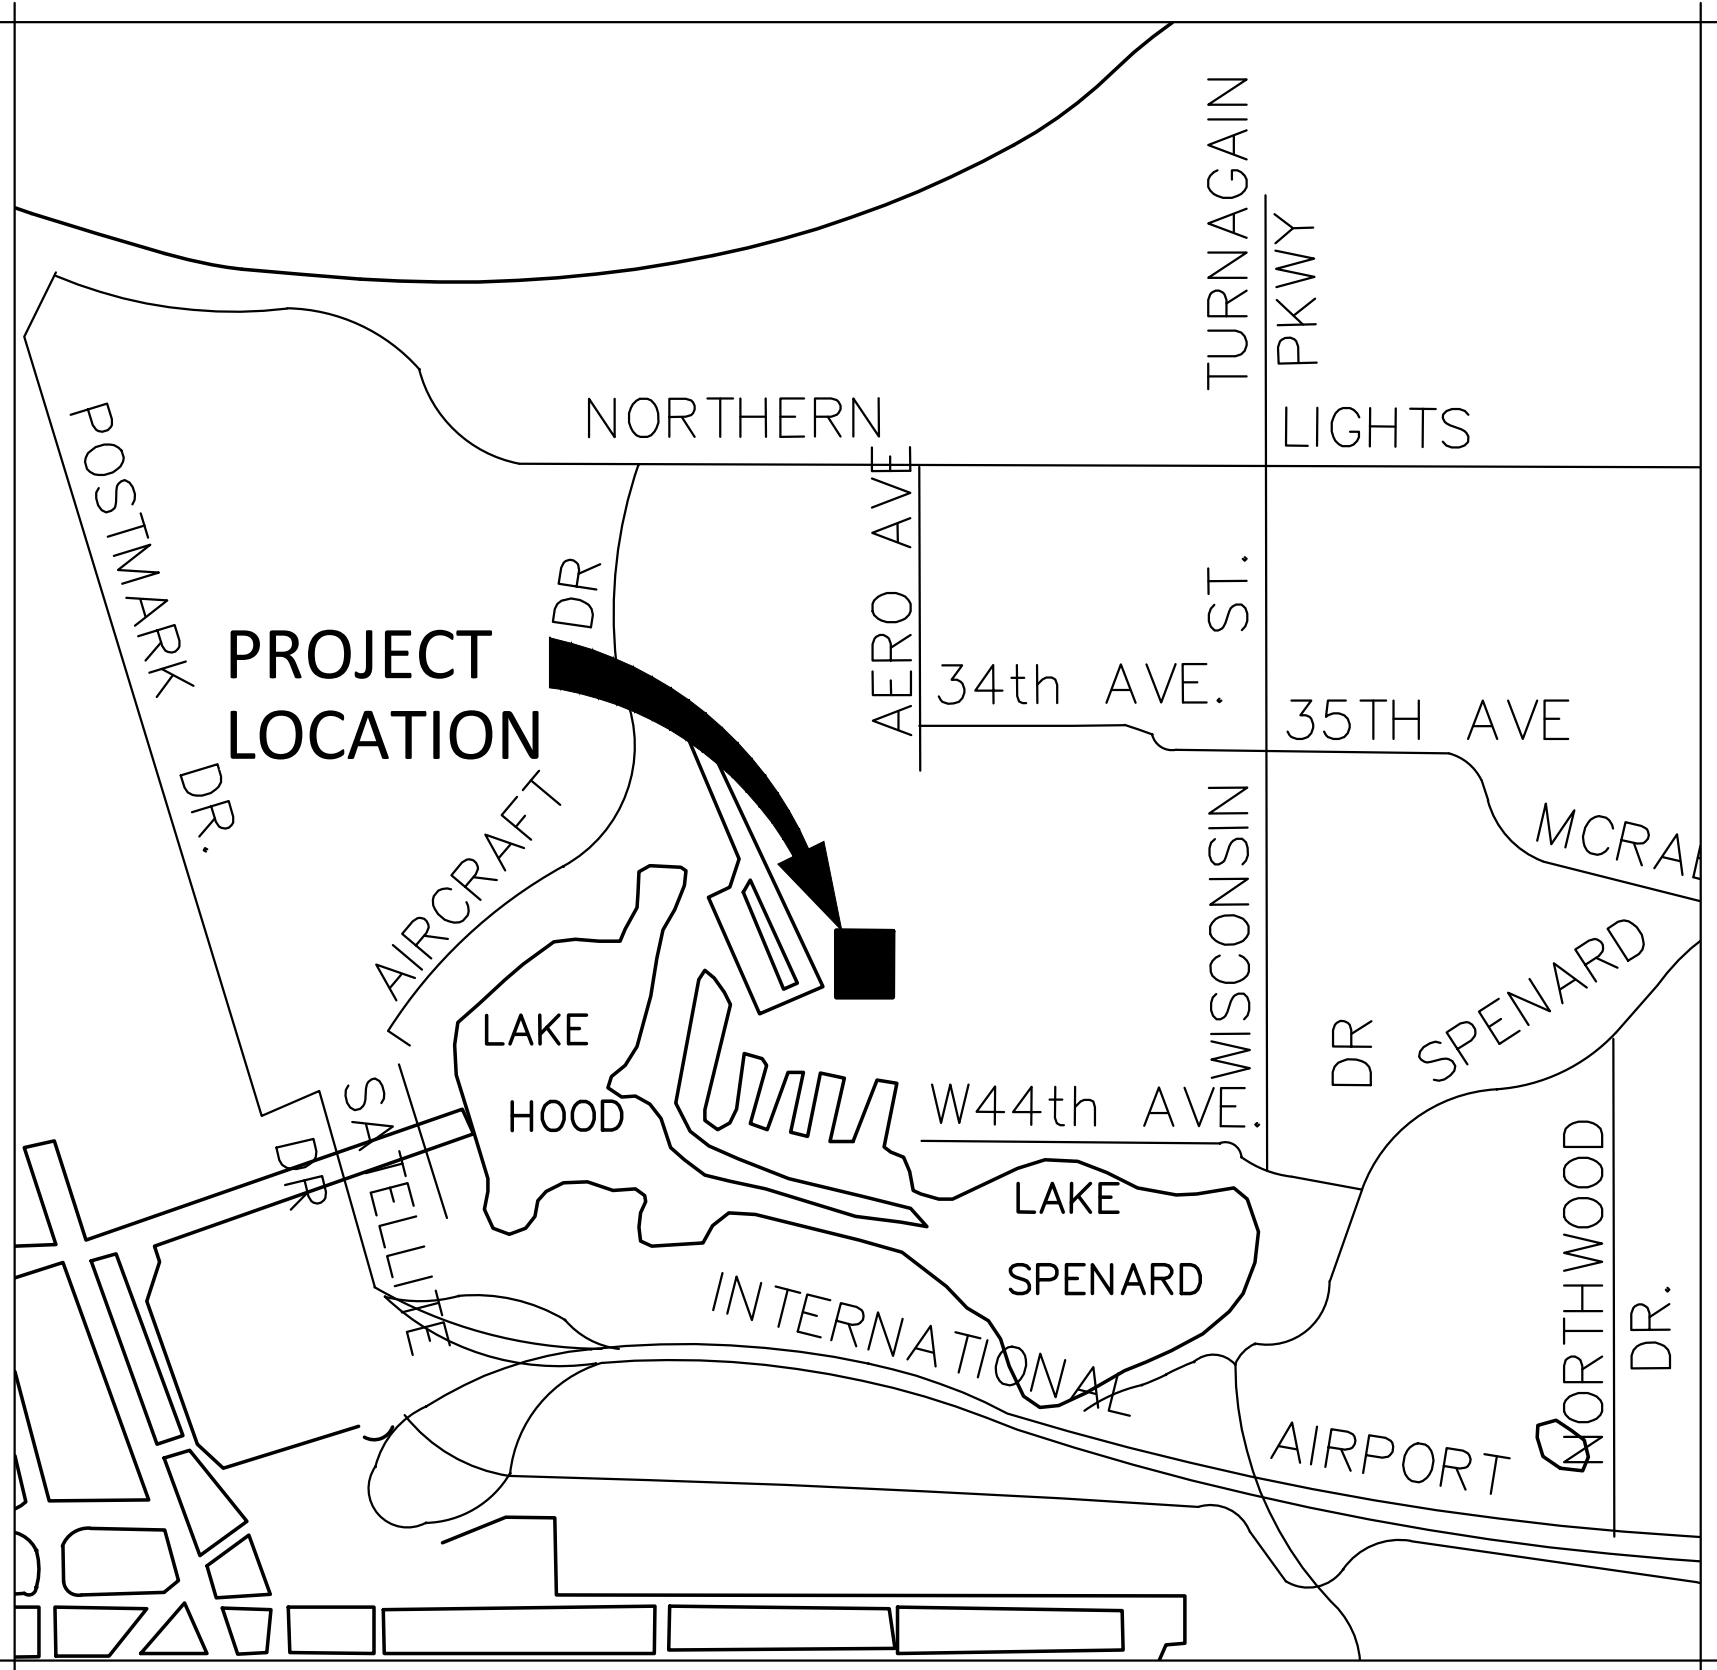 TURNAGAIN
PKWY
NORTHERN
LIGHTS
POSTMARK
DR.
AERO AVE
ST.
DR
PROJECT
LOCATION
34th AVE.
35TH AVE
AIRCRAFT
WISCONSIN
MCRA
SPENARD
DR
LAKE
HOOD
W44th AVE.
SATELLITE
DR
LAKE
SPENARD
NORTHWOOD
DR.
INTERNATIONAL
AIRPORT